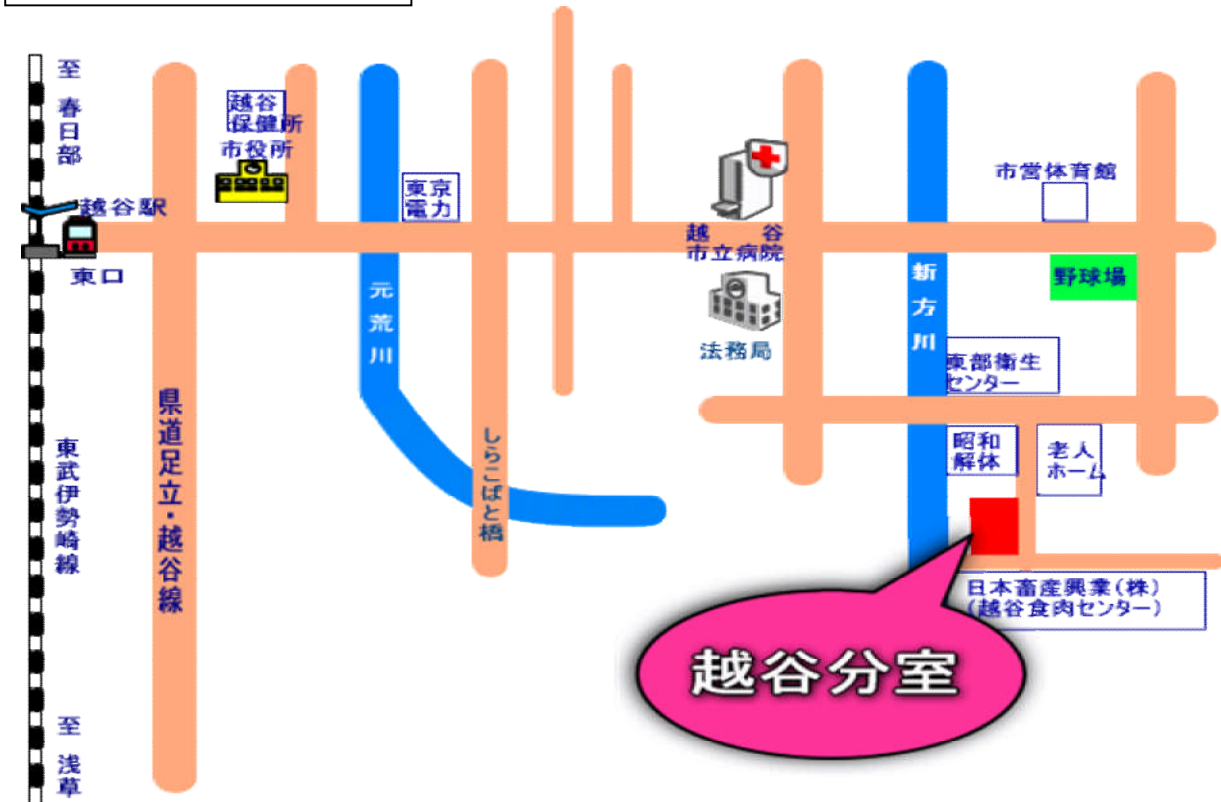 至
春日部
越谷
保健所
市役所
東京
電力
市営体育館
越谷駅
東口
越 谷
市立病院
法務局
元荒川
新方川
野球場
東部衛生
センター
県道足立・越谷線
しらこばと橋
昭和
解体
老人
ホーム
東武伊勢崎線
日本畜産興業(株)
(越谷食肉センター)
越谷分室
至
浅草